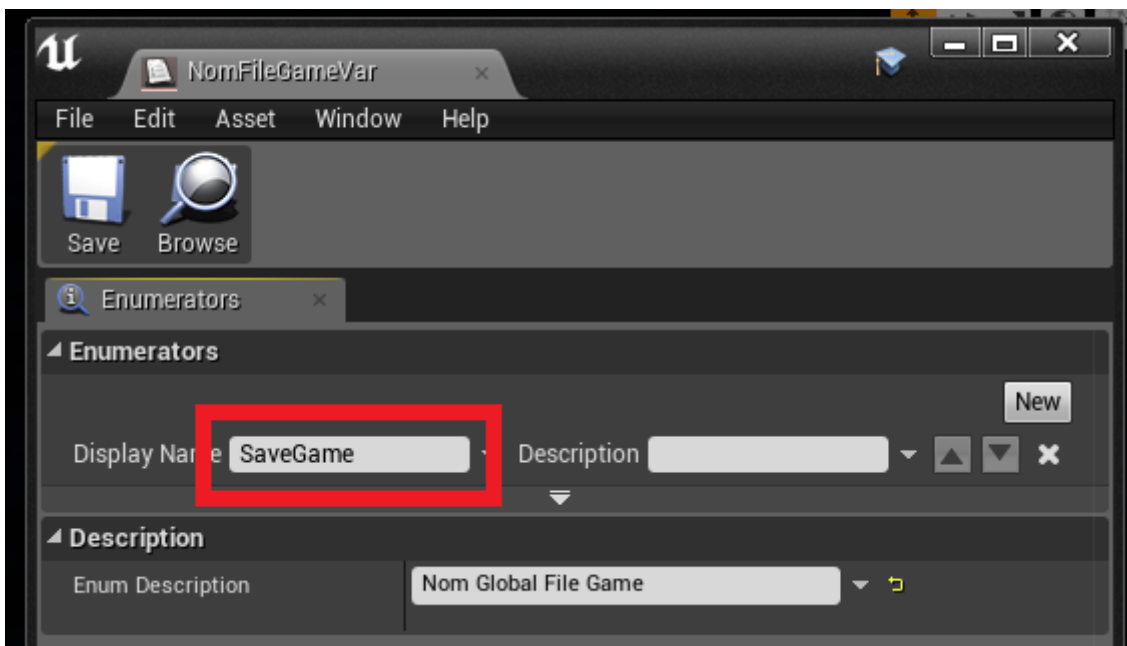 NomFileGameVar
File Edit Asset Window Help
Save Browse
Enumerators
Enumerators
New
Display Name SaveGame Description
Description
Enum Description Nom Global File Game